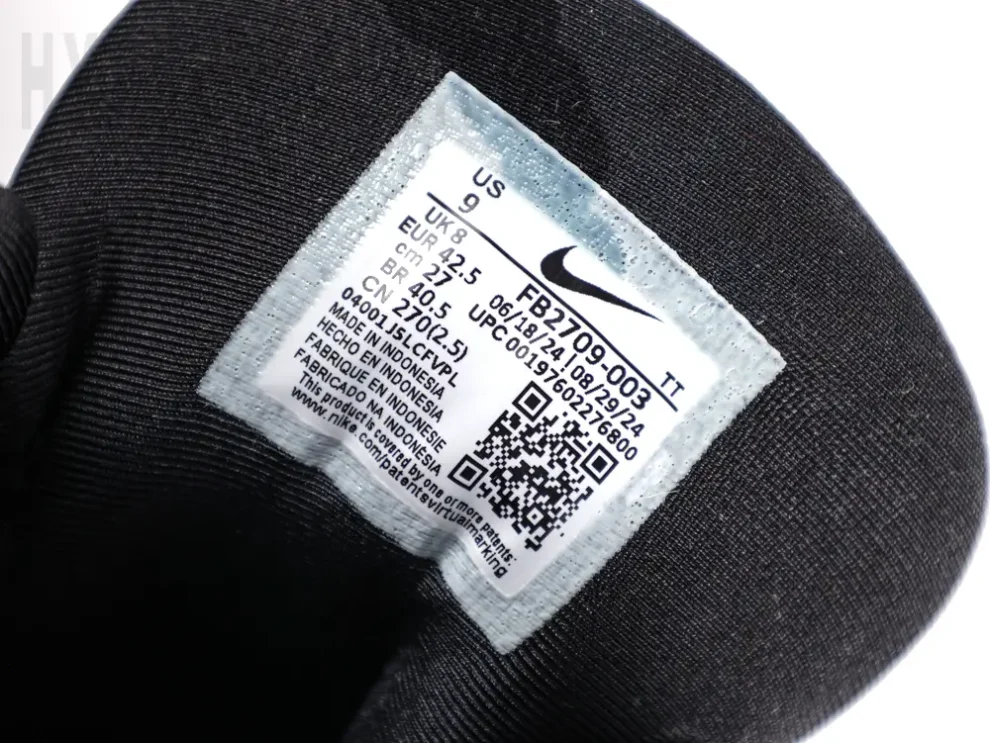 US
9
UK 8
EUR 42.5
cm 27
BR 40.5
CN 270(2.5)
04001JSLCFVPL
MADE IN INDONESIA
HECHO EN INDONESIA
FABRIQUE EN INDONESIE
FABRICADO NA INDONÉSIA
This product is covered by one or more patents:
www.nike.com/patentsvirtualmarking
FB2709-003 TT
06/18/24 | 08/29/24
UPC 00197602276800